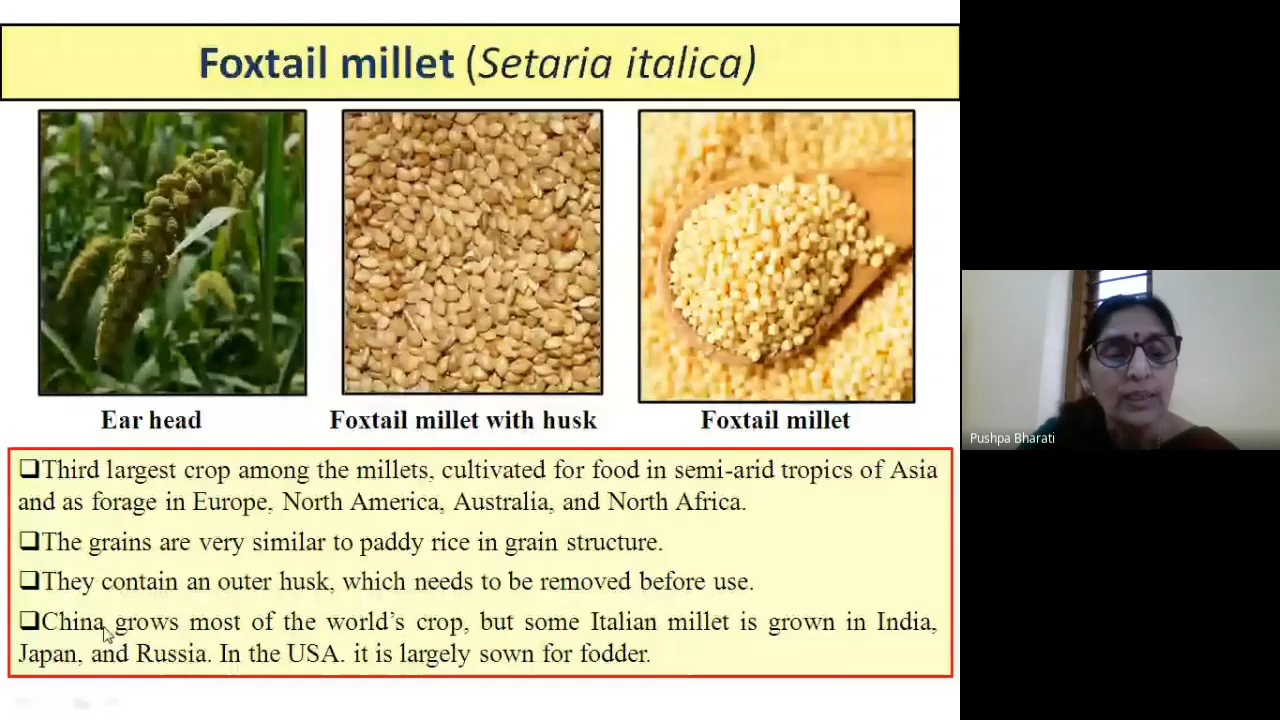 Foxtail millet (Setaria italica)
Ear head
Foxtail millet with husk
Foxtail millet
❑Third largest crop among the millets, cultivated for food in semi-arid tropics of Asia
and as forage in Europe, North America, Australia, and North Africa.
❑The grains are very similar to paddy rice in grain structure.
❑They contain an outer husk, which needs to be removed before use.
❑China grows most of the world’s crop, but some Italian millet is grown in India,
Japan, and Russia. In the USA. it is largely sown for fodder.
Pushpa Bharati